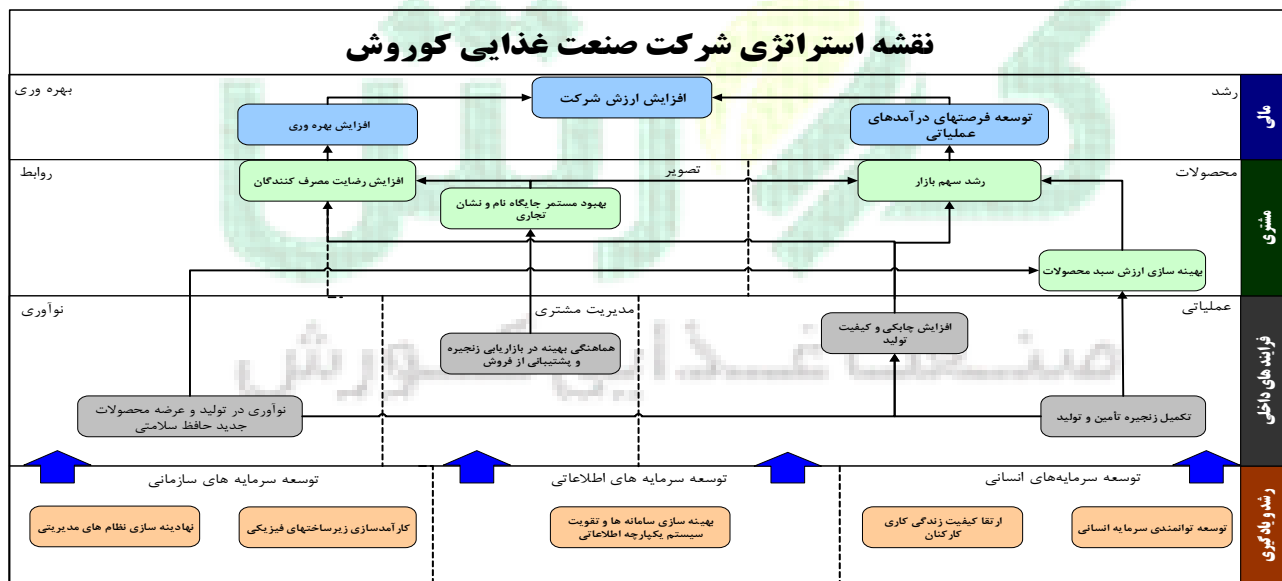 نقشه استراتژی شرکت صنعت غذایی کوروش
مالی
رشد
بهره وری
افزایش ارزش شرکت
توسعه فرصتهای درآمدهای
عملیاتی
افزایش بهره وری
مشتری
محصولات
تصویر
روابط
رشد سهم بازار
افزایش رضایت مصرف کنندگان
بهبود مستمر جایگاه نام و نشان
تجاری
بهینه سازی ارزش سبد محصولات
فرایندهای داخلی
عملیاتی
مدیریت مشتری
نوآوری
افزایش چابکی و کیفیت
تولید
هماهنگی بهینه در بازاریابی زنجیره
و پشتیبانی از فروش
تکمیل زنجیره تأمین و تولید
نوآوری در تولید و عرضه محصولات
جدید حافظ سلامتی
رشد و یادگیری
توسعه سرمایه‌های انسانی
توسعه سرمایه های اطلاعاتی
توسعه سرمایه های سازمانی
توسعه توانمندی سرمایه انسانی
ارتقا کیفیت زندگی کاری
کارکنان
بهینه سازی سامانه ها و تقویت
سیستم یکپارچه اطلاعاتی
کارآمدسازی زیرساختهای فیزیکی
نهادینه سازی نظام های مدیریتی
صنعت غذایی کورش